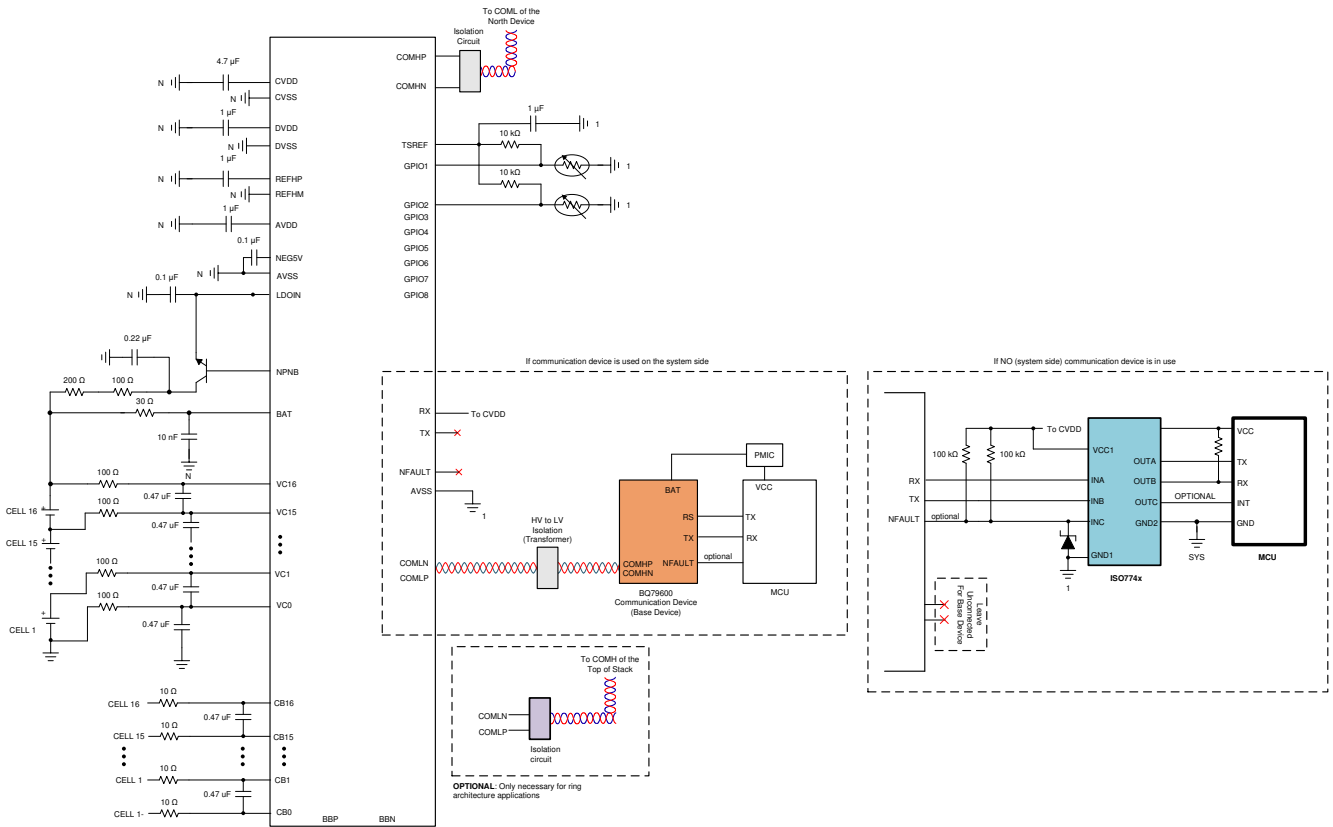 To COML of the
North Device
Isolation
Circuit
COMHP
COMHN
4.7 µF
N
CVDD
N
CVSS
1 µF
N
DVDD
N
DVSS
1 µF
N
REFHP
N
REFHM
1 µF
N
AVDD
0.1 µF
NEG5V
N
AVSS
0.1 µF
N
LDOIN
1 µF
1
TSREF
10 kΩ
GPIO1
1
10 kΩ
GPIO2
1
GPIO3
GPIO4
GPIO5
GPIO6
GPIO7
GPIO8
0.22 µF
NPNB
200 Ω
100 Ω
30 Ω
BAT
10 nF
N
100 Ω
VC16
0.47 uF
100 Ω
VC15
CELL 16
+
0.47 uF
CELL 15
+
100 Ω
VC1
0.47 uF
100 Ω
VC0
+
CELL 1
0.47 uF
10 Ω
CELL 16
CB16
0.47 uF
10 Ω
CELL 15
CB15
10 Ω
CELL 1
CB1
0.47 uF
10 Ω
CELL 1-
CB0
BBP
BBN
If communication device is used on the system side
RX
To CVDD
TX
NFAULT
AVSS
1
PMIC
BAT
VCC
HV to LV
Isolation
(Transformer)
RS
TX
TX
RX
optional
NFAULT
COMLN
COMLP
COMHP
COMHN
BQ79600
Communication Device
(Base Device)
MCU
To COMH of the
Top of Stack
COMLN
COMLP
Isolation
circuit
OPTIONAL: Only necessary for ring
architecture applications
If NO (system side) communication device is in use
To CVDD
100 kΩ
100 kΩ
VCC1
VCC
OUTA
TX
RX
INA
OUTB
RX
TX
INB
OUTC
OPTIONAL
INT
NFAULT
optional
INC
GND2
GND
SYS
GND1
1
ISO774x
MCU
Leave
Unconnected
For Base Device